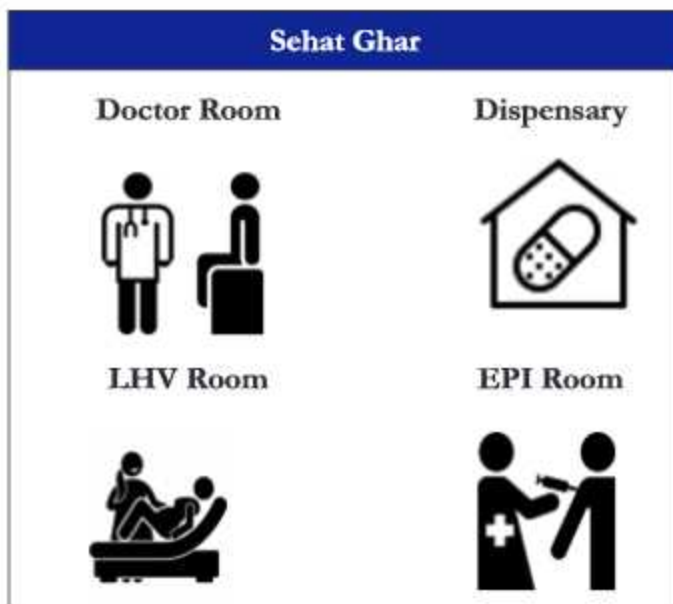 Sehat Ghar
Doctor Room
Dispensary
LHV Room
EPI Room